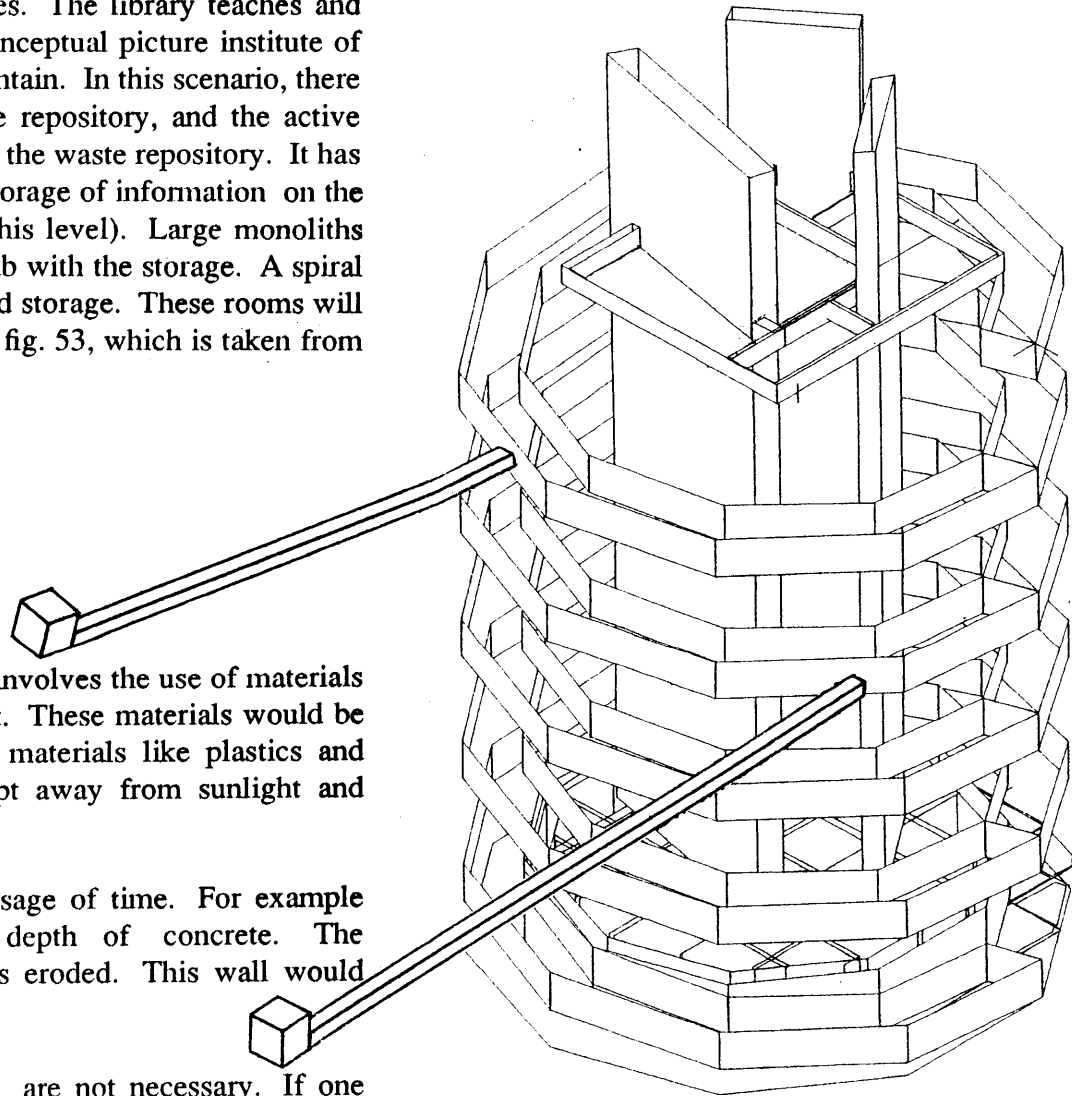 es. The library teaches and
nceptual picture institute of
ntain. In this scenario, there
e repository, and the active
the waste repository. It has
orage of information on the
his level). Large monoliths
b with the storage. A spiral
d storage. These rooms will
fig. 53, which is taken from
involves the use of materials
t. These materials would be
materials like plastics and
pt away from sunlight and
sage of time. For example
depth of concrete. The
s eroded. This wall would
are not necessary. If one